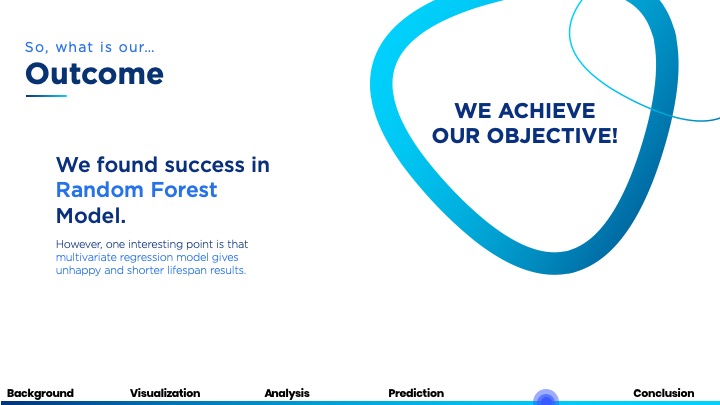 So, what is our...
Outcome
WE ACHIEVE
OUR OBJECTIVE!
We found success in
Random Forest
Model.
However, one interesting point is that
multivariate regression model gives
unhappy and shorter lifespan results.
Background Visualization Analysis Prediction Conclusion